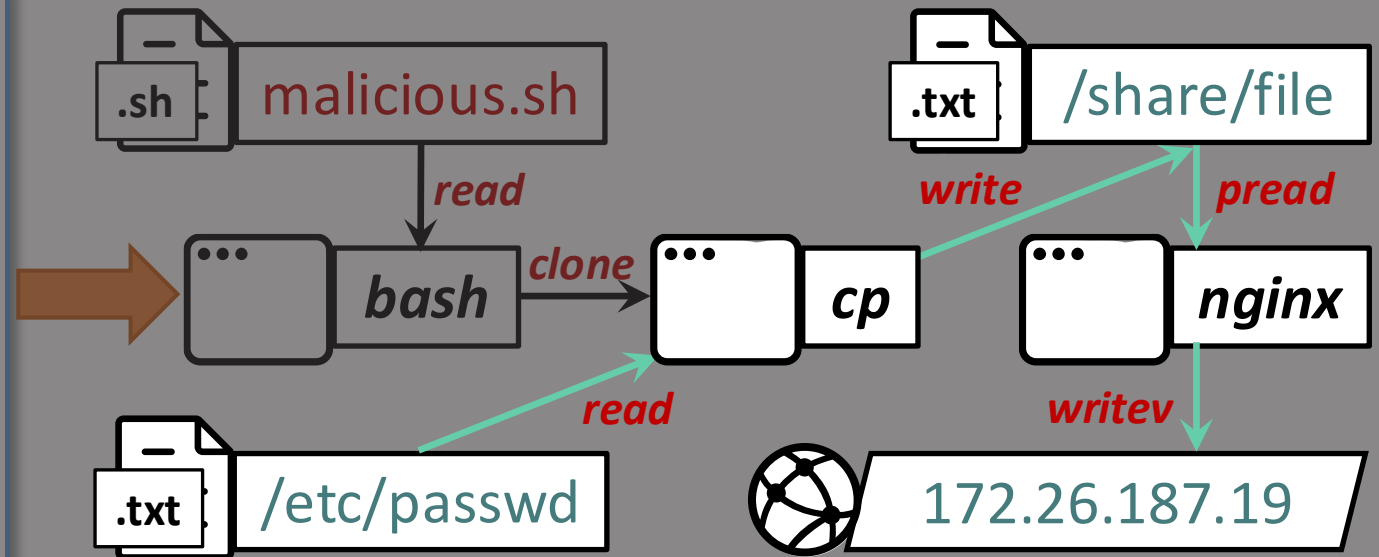 .sh
malicious.sh
.txt
/share/file
read
write
pread
bash
clone
cp
nginx
read
writev
.txt
/etc/passwd
172.26.187.19